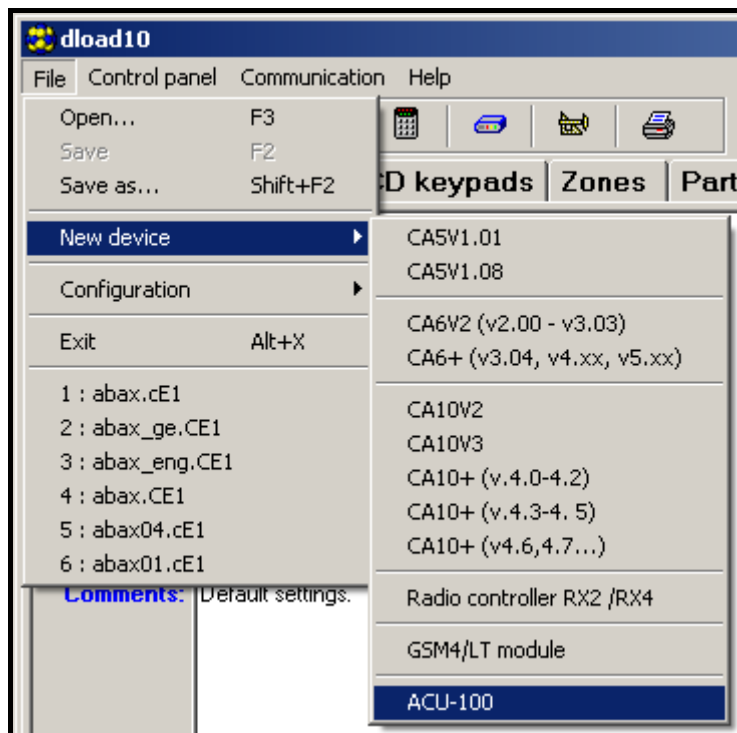 dload10
File Control panel Communication Help
Open... F3
Save F2
Save as... Shift+F2
D keypads Zones Part
New device
Configuration
Exit Alt+X
1 : abax.cE1
2 : abax_ge.CE1
3 : abax_eng.CE1
4 : abax.CE1
5 : abax04.cE1
6 : abax01.cE1
CA5V1.01
CA5V1.08
CA6V2 (v2.00 - v3.03)
CA6+ (v3.04, v4.xx, v5.xx)
CA10V2
CA10V3
CA10+ (v.4.0-4.2)
CA10+ (v.4.3-4. 5)
CA10+ (v4.6,4.7...)
Radio controller RX2 /RX4
GSM4/LT module
ACU-100
Comments: Default settings.